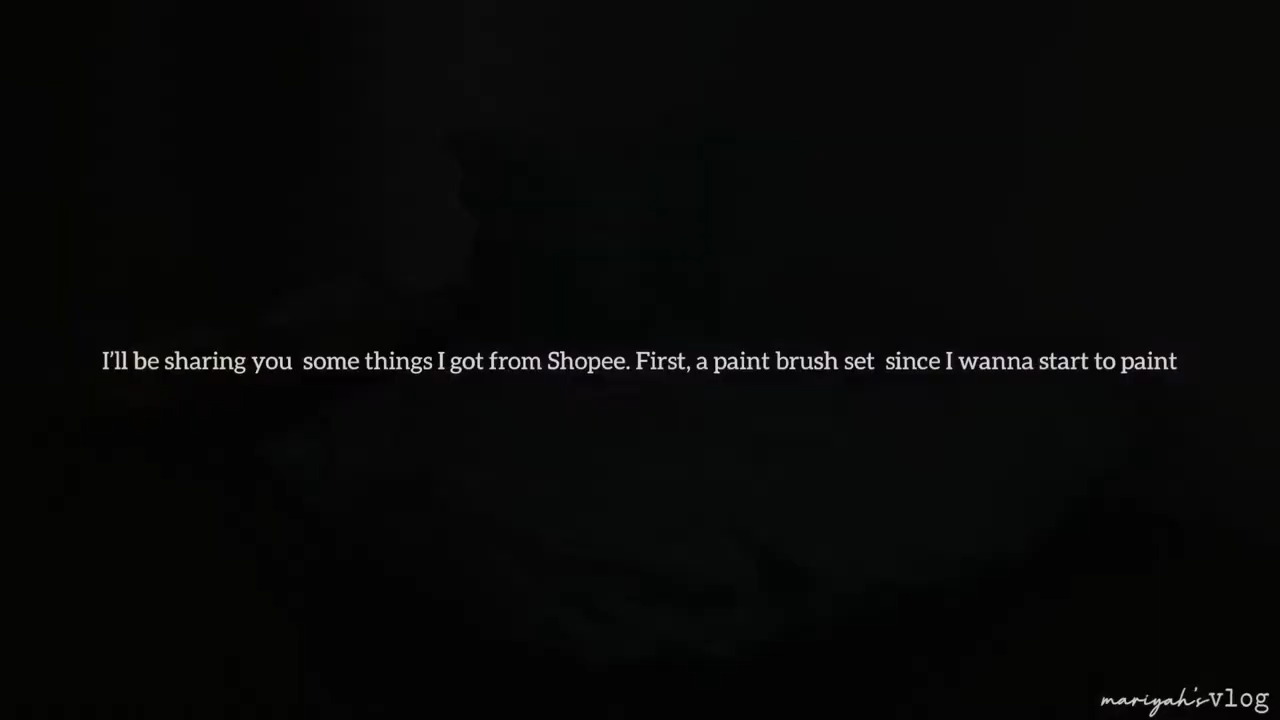 I'll be sharing you  some things I got from Shopee. First, a paint brush set  since I wanna start to paint
mariyah's vlog